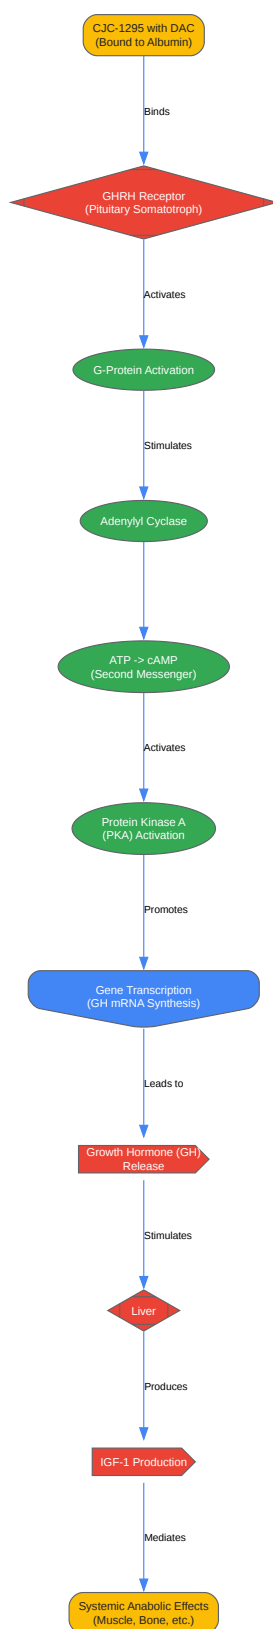 CJC-1295 with DAC
(Bound to Albumin)
Binds
GHRH Receptor
(Pituitary Somatotroph)
Activates
G-Protein Activation
Stimulates
Adenylyl Cyclase
ATP -> cAMP
(Second Messenger)
Activates
Protein Kinase A
(PKA) Activation
Promotes
Gene Transcription
(GH mRNA Synthesis)
Leads to
Growth Hormone (GH)
Release
Stimulates
Liver
Produces
IGF-1 Production
Mediates
Systemic Anabolic Effects
(Muscle, Bone, etc.)